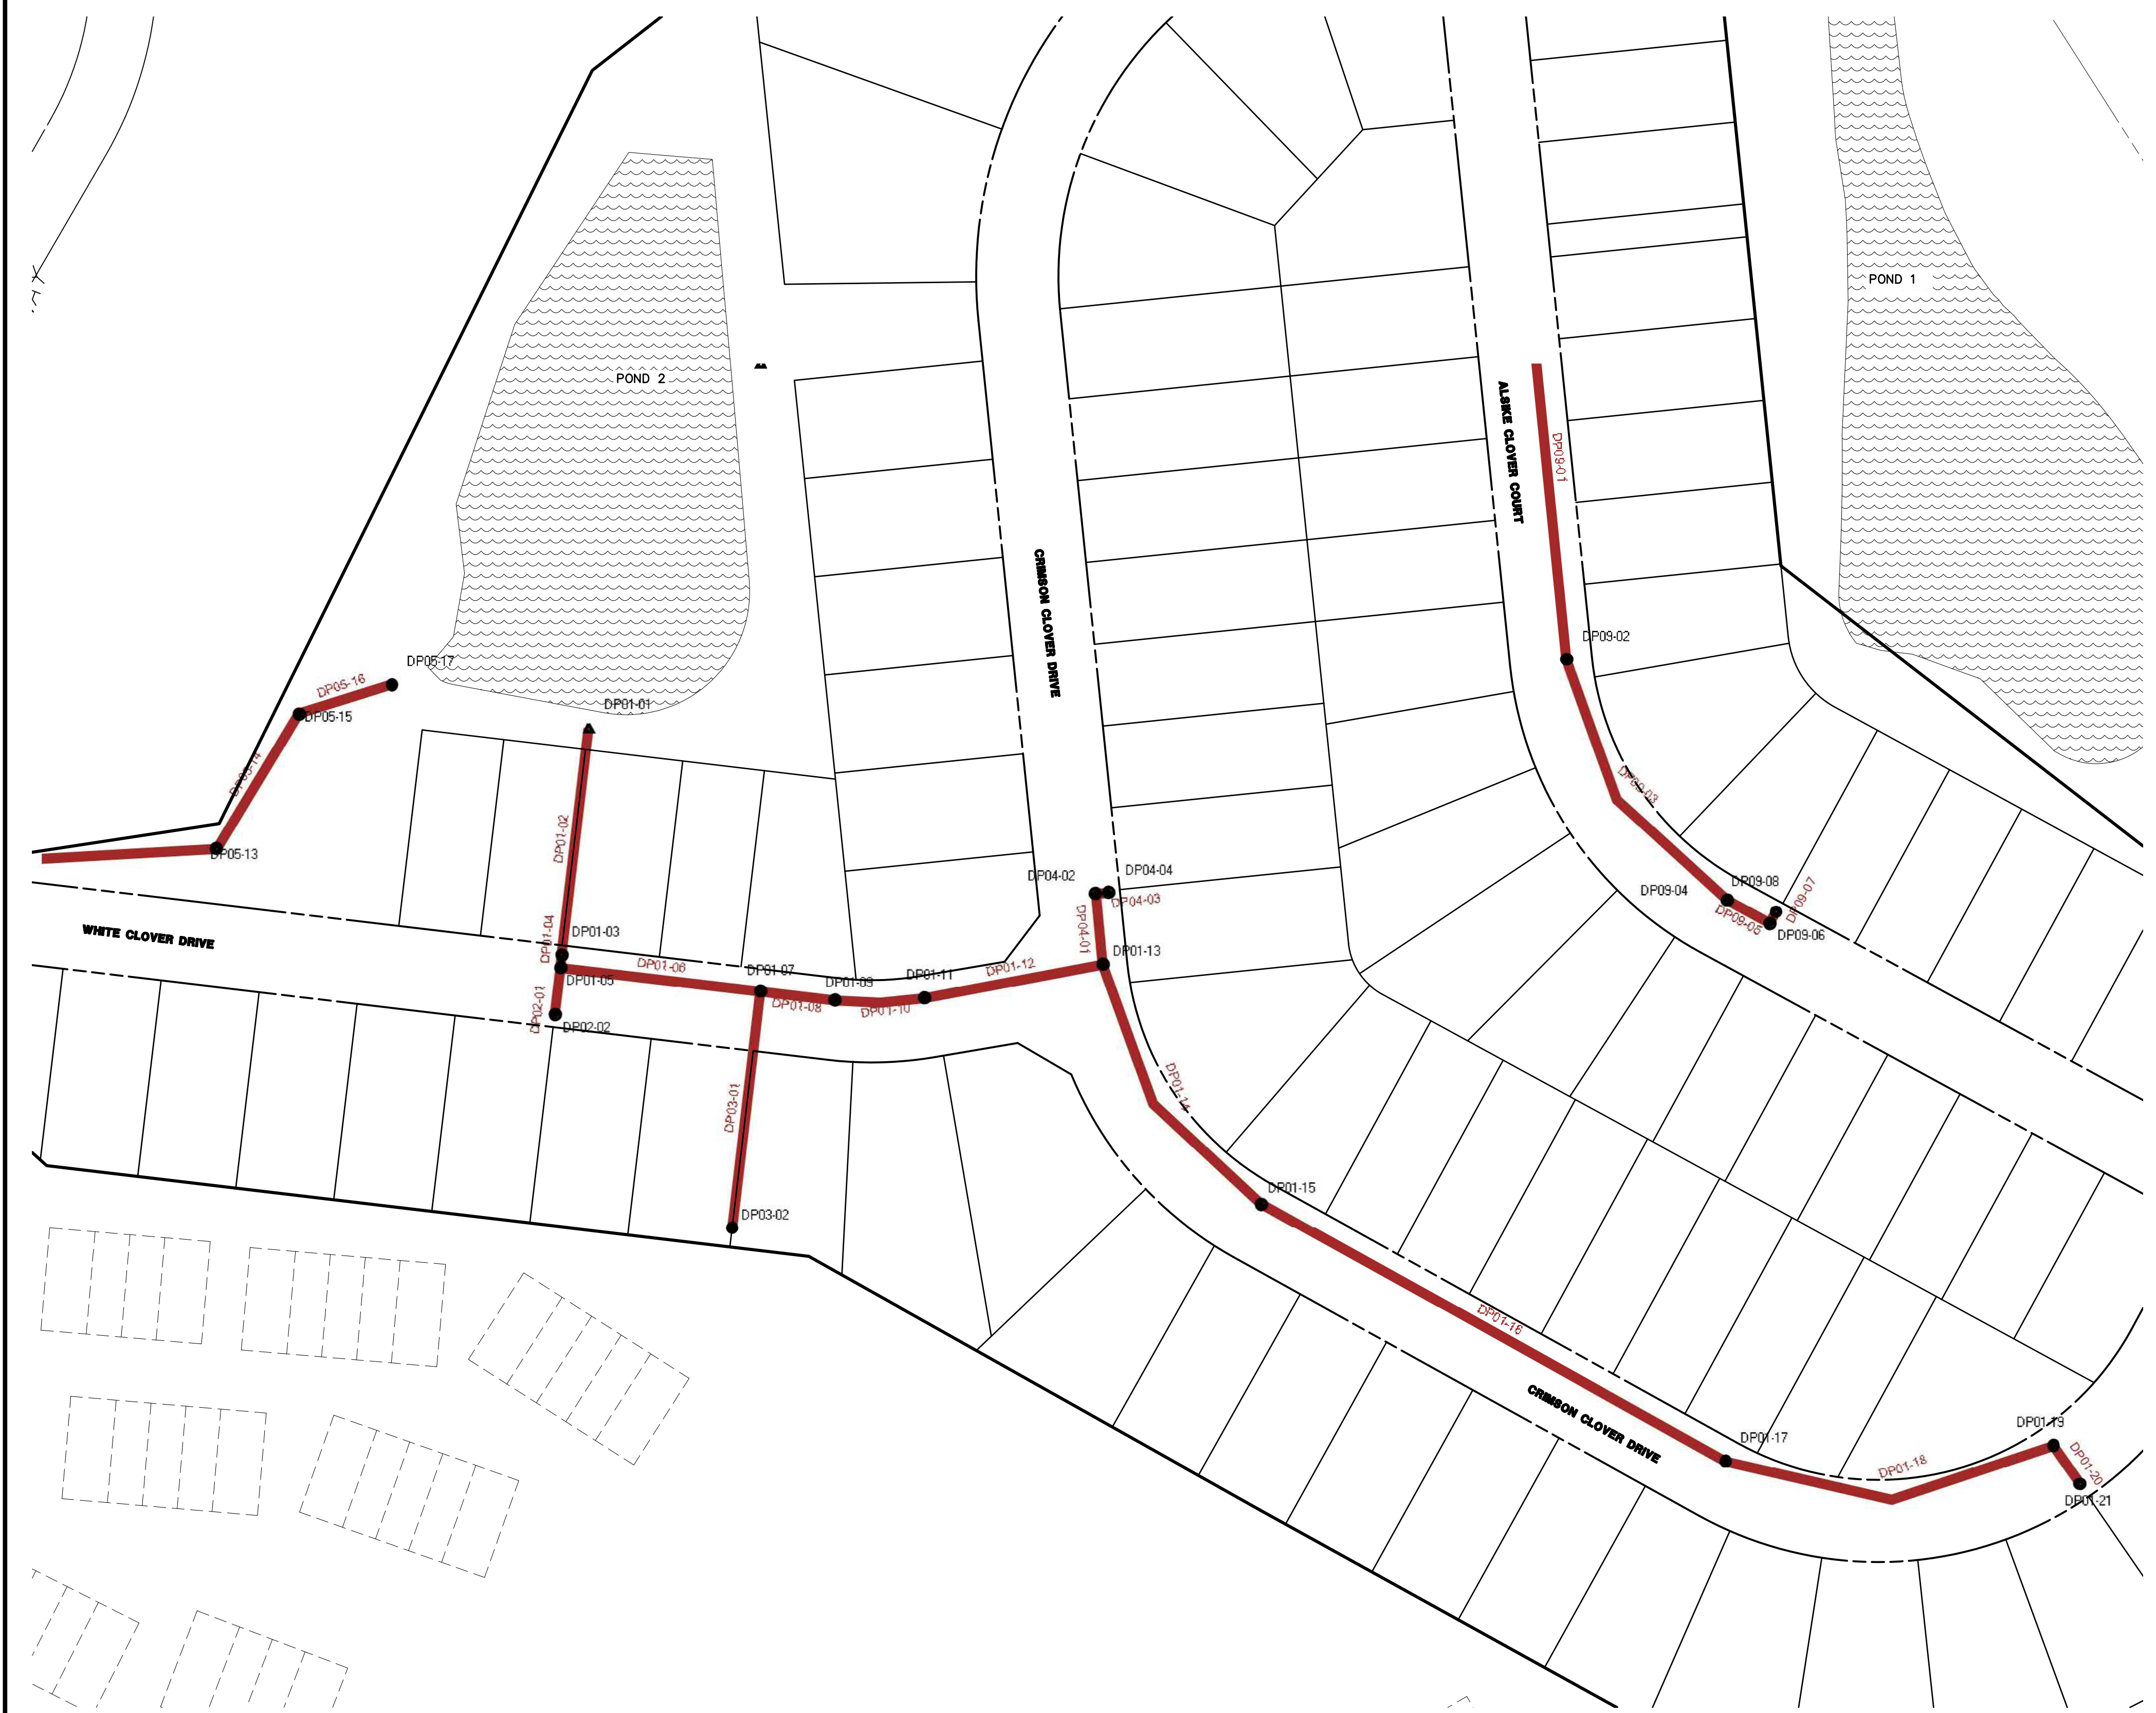 POND 1
POND 2
ALSIKE CLOVER COURT
DP09-01
CRIMSON CLOVER DRIVE
DP09-02
DP05-17
DP05-16
DP05-15
DP01-01
DP05-14
DP09-03
DP01-02
DP05-13
DP04-02
DP04-04
DP04-03
DP09-04
DP09-08
DP09-07
DP09-05
DP09-06
DP04-01
WHITE CLOVER DRIVE
DP01-04
DP01-03
DP01-13
DP01-06
DP01-07
DP01-11
DP01-12
DP01-05
DP01-09
DP01-08
DP01-10
DP02-01
DP02-02
DP01-14
DP03-01
DP01-15
DP03-02
DP01-16
CRIMSON CLOVER DRIVE
DP01-17
DP01-19
DP01-18
DP01-20
DP01-21